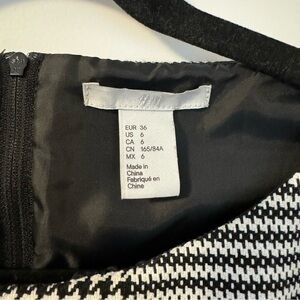 H&M
EUR 36
US 6
CA 6
CN 165/84A
MX 6
Made in
China
Fabriqué en
Chine